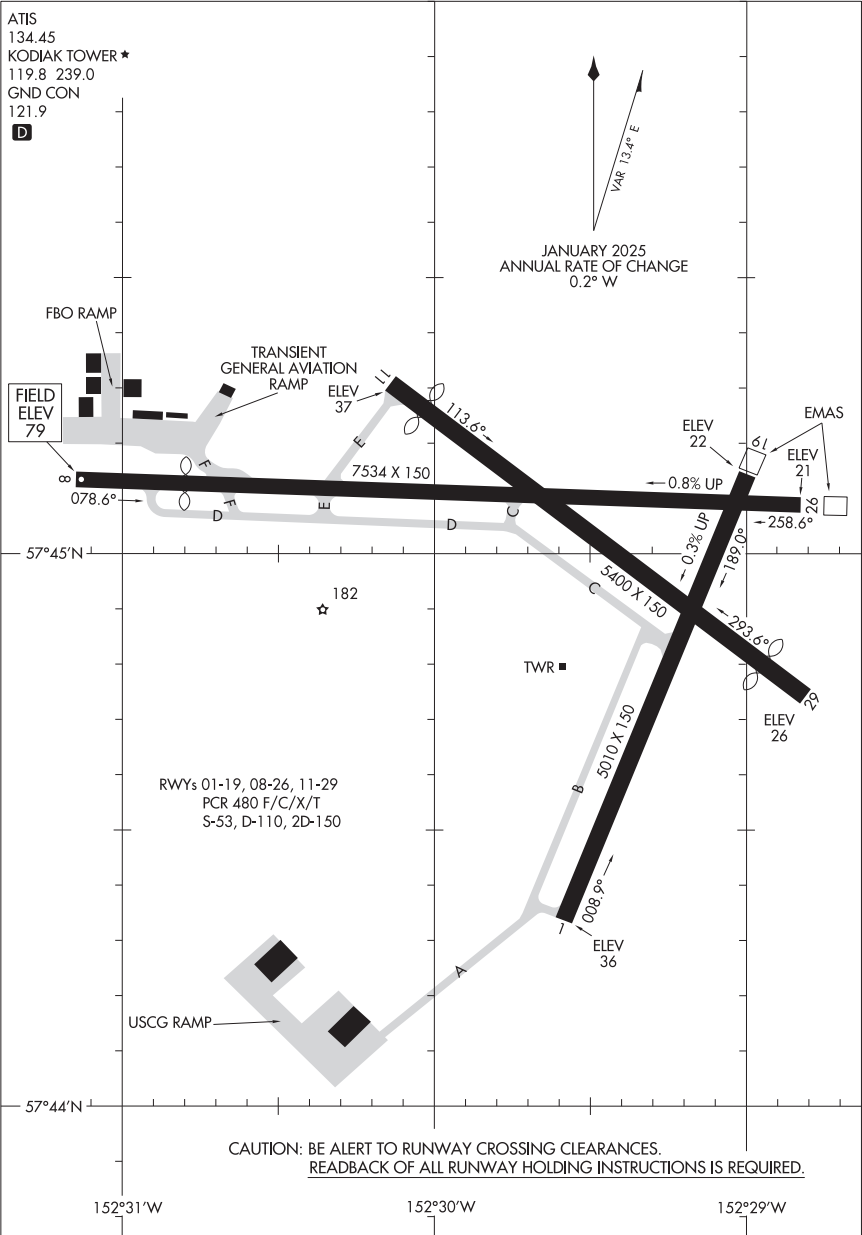 ATIS
134.45
KODIAK TOWER ★
119.8 239.0
GND CON
121.9
D
VAR 13.4° E
JANUARY 2025
ANNUAL RATE OF CHANGE
0.2° W
FBO RAMP
TRANSIENT
GENERAL AVIATION
RAMP
FIELD
ELEV
79
ELEV
37
11
113.6°
E
F
F
E
7534 X 150
8
078.6°
D
D
C
C
ELEV
22
19
EMAS
ELEV
21
0.8% UP
26
258.6°
0.3% UP
189.0°
57°45'N
5400 X 150
293.6°
182
TWR
29
ELEV
26
5010 X 150
B
RWYs 01-19, 08-26, 11-29
PCR 480 F/C/X/T
S-53, D-110, 2D-150
008.9°
1
ELEV
36
A
USCG RAMP
57°44'N
CAUTION: BE ALERT TO RUNWAY CROSSING CLEARANCES.
READBACK OF ALL RUNWAY HOLDING INSTRUCTIONS IS REQUIRED.
152°31'W
152°30'W
152°29'W